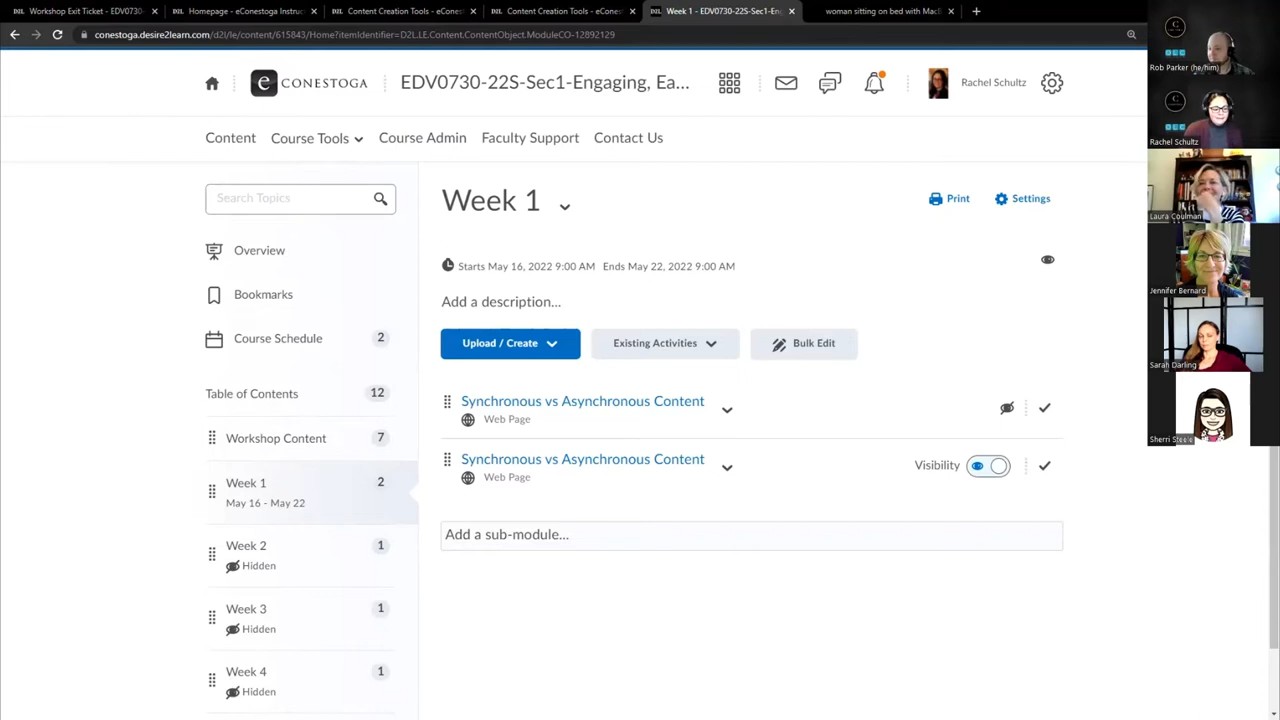 Workshop Exit Ticket - EDV0730
Homepage - eConestoga Instruc
Content Creation Tools - eCones
Content Creation Tools - eCones
Week 1 - EDV0730-22S-Sec1-Eng
woman sitting on bed with MacB
conestoga.desire2learn.com/d2l/le/content/615843/Home?itemIdentifier=D2L.LE.Content.ContentObject.ModuleCO-12892129
e CONESTOGA
EDV0730-22S-Sec1-Engaging, Ea...
Rachel Schultz
Content
Course Tools
Course Admin
Faculty Support
Contact Us
Search Topics
Overview
Bookmarks
Course Schedule 2
Table of Contents 12
Workshop Content 7
Week 1 2
May 16 - May 22
Week 2 1
Hidden
Week 3 1
Hidden
Week 4 1
Hidden
Week 1
Print
Settings
Starts May 16, 2022 9:00 AM Ends May 22, 2022 9:00 AM
Add a description...
Upload / Create
Existing Activities
Bulk Edit
Synchronous vs Asynchronous Content
Web Page
Synchronous vs Asynchronous Content
Web Page
Visibility
Add a sub-module...
Rob Parker (he/him)
Rachel Schultz
Laura Coulman
Jennifer Bernard
Sarah Darling
Sherri Steele